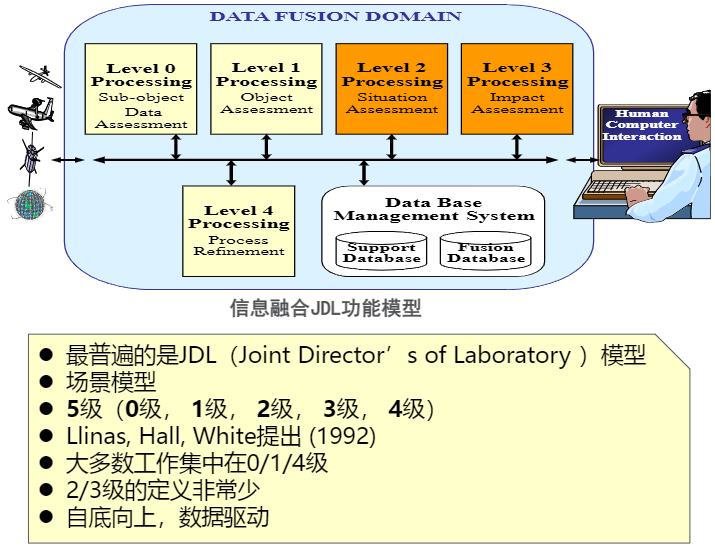 DATA FUSION DOMAIN
Level 0
Processing
Sub-object
Data
Assessment
Level 1
Processing
Object
Assessment
Level 2
Processing
Situation
Assessment
Level 3
Processing
Impact
Assessment
Human
Computer
Interaction
Level 4
Processing
Process
Refinement
Data Base
Management System
Support
Database
Fusion
Database
信息融合JDL功能模型
● 最普遍的是JDL（Joint Director’s of Laboratory ）模型
● 场景模型
● 5级（0级， 1级， 2级， 3级， 4级）
● Llinas, Hall, White提出 (1992)
● 大多数工作集中在0/1/4级
● 2/3级的定义非常少
● 自底向上，数据驱动